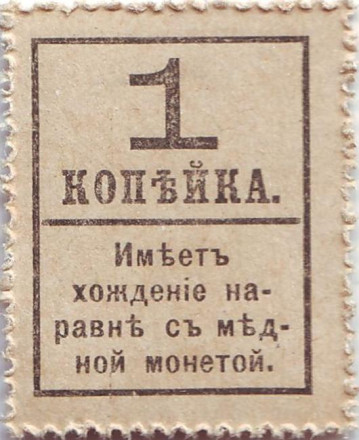 1
КОПѢЙКА.
Имѣетъ
хожденіе на-
равнѣ съ мѣд-
ной монетой.